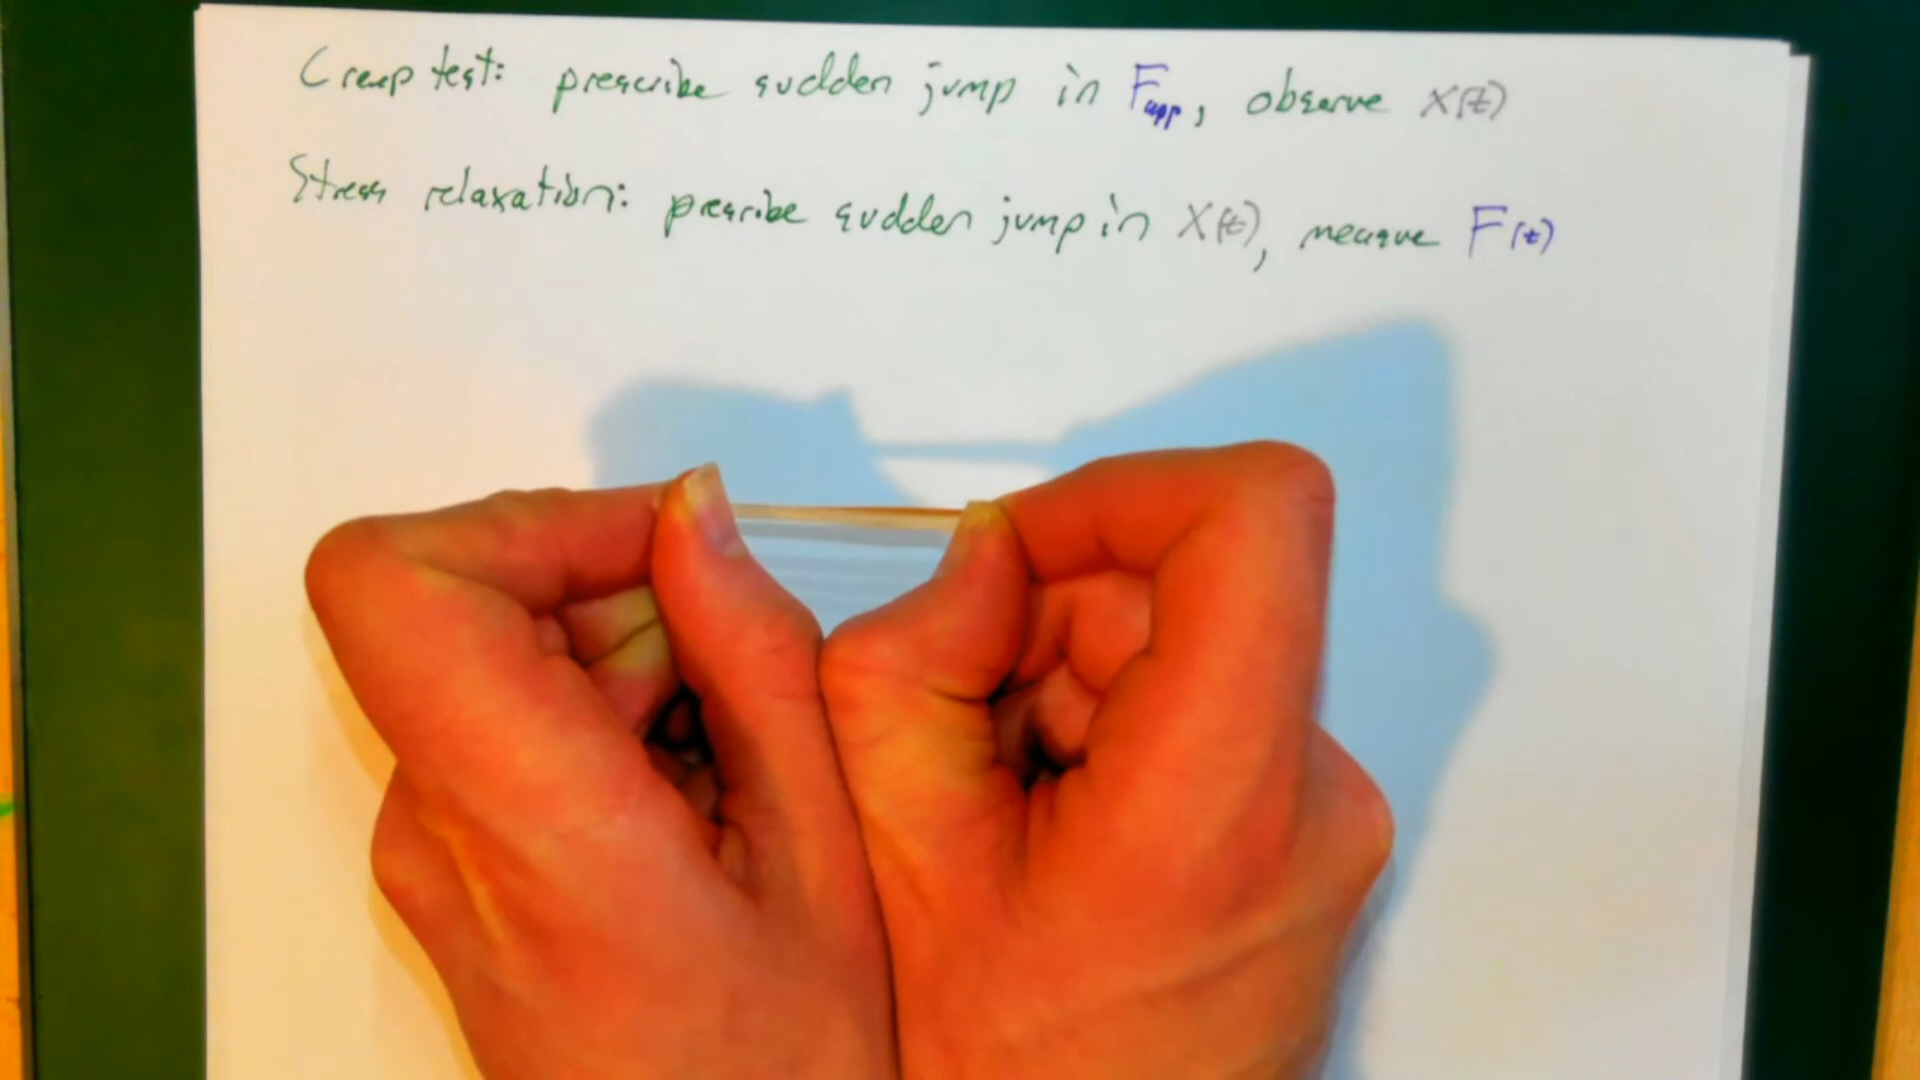 Creep test: prescribe sudden jump in Fapp, observe X(t)
Stress relaxation: prescribe sudden jump in X(t), measure F(t)